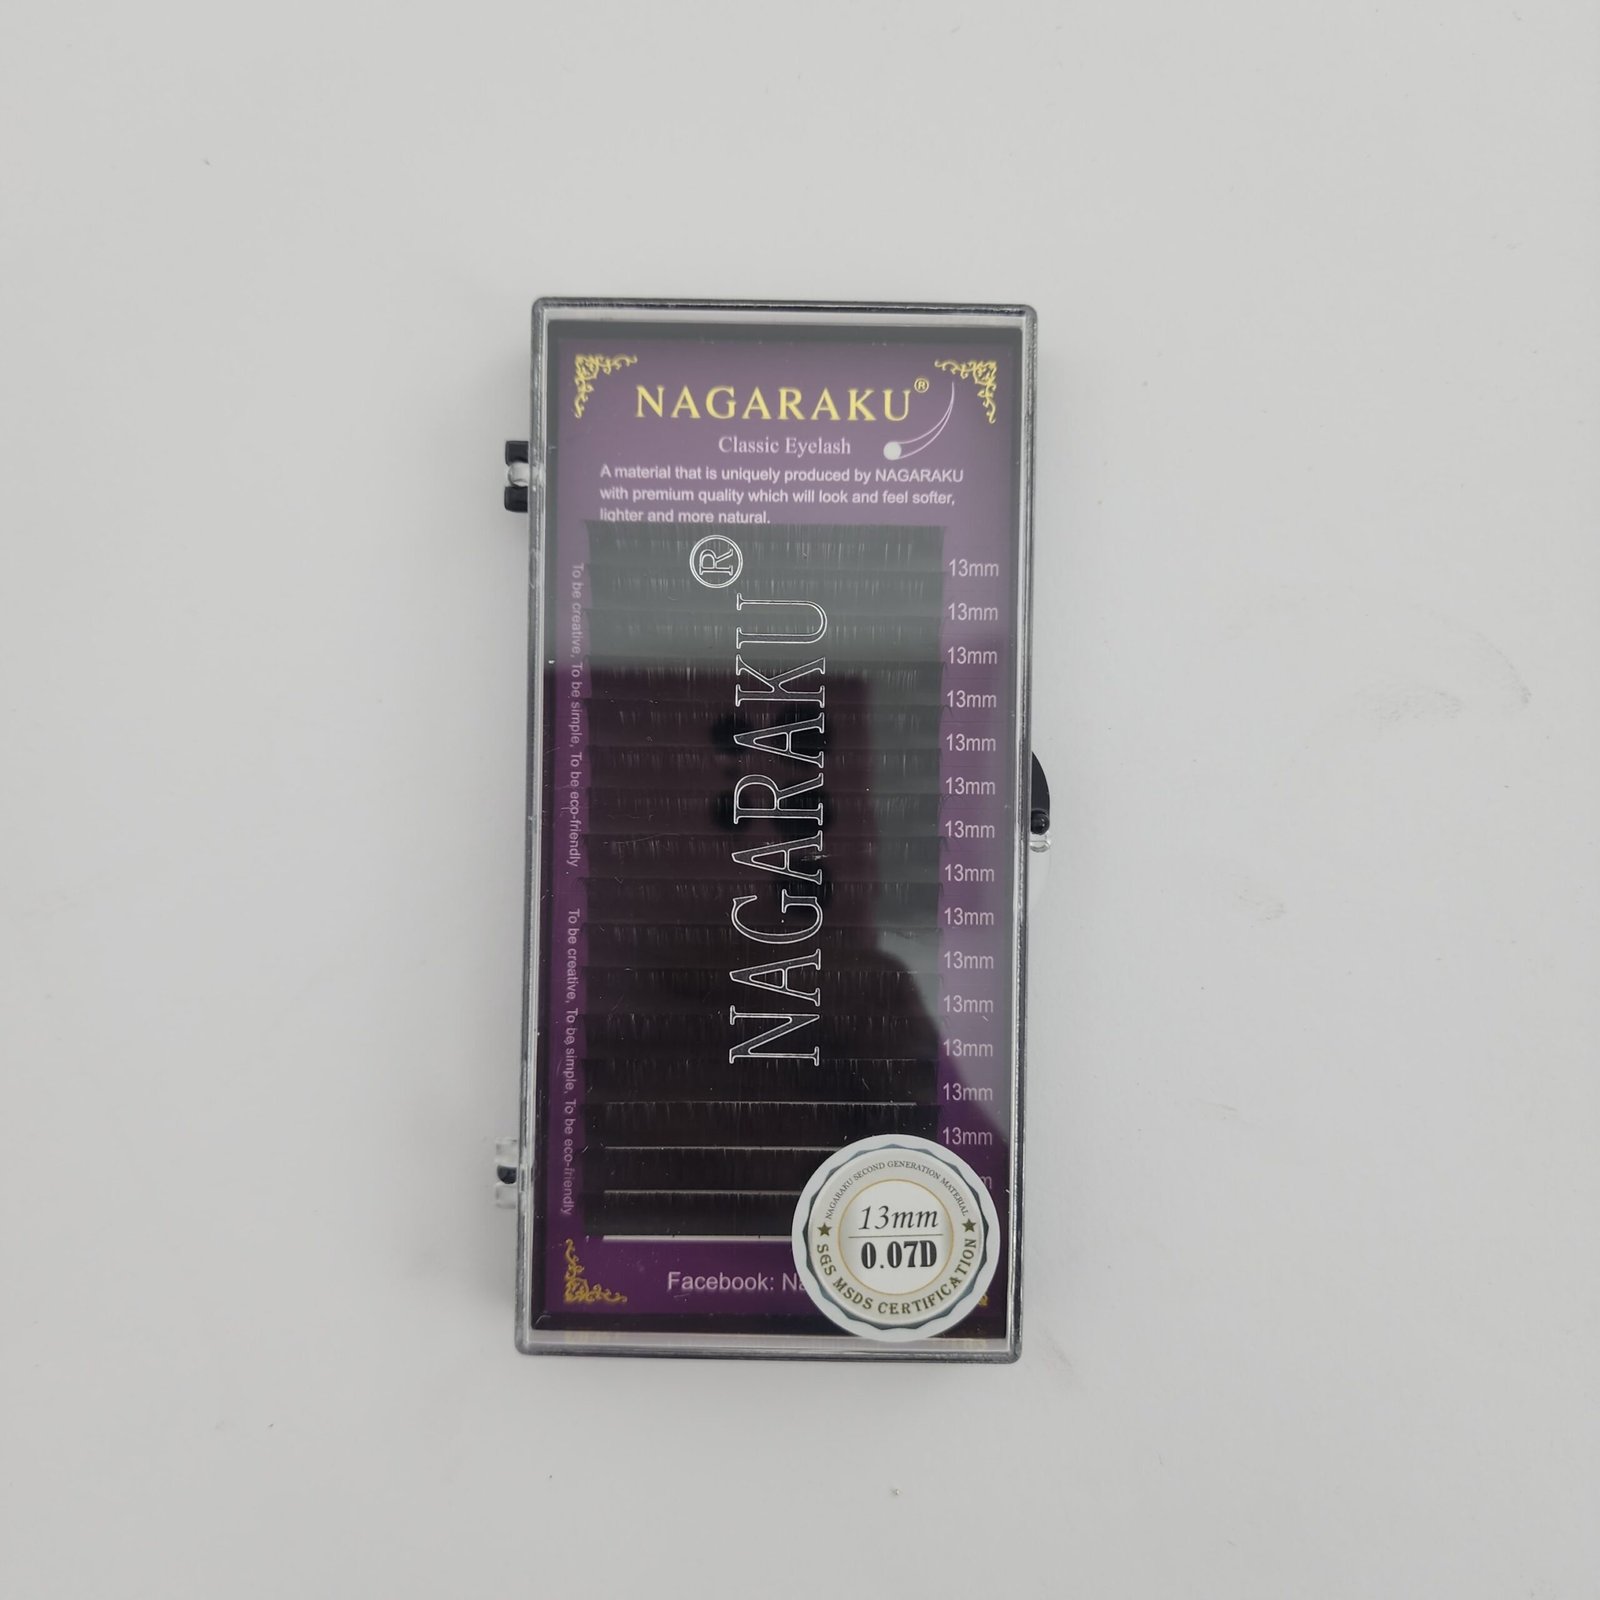 NAGARAKU®
Classic Eyelash
A material that is uniquely produced by NAGARAKU
with premium quality which will look and feel softer,
lighter and more natural.
NAGARAKU®
To be creative, To be simple, To be eco-friendly
To be creative, To be simple, To be eco-friendly
13mm
13mm
13mm
13mm
13mm
13mm
13mm
13mm
13mm
13mm
13mm
13mm
13mm
13mm
NAGARAKU SECOND GENERATION MATERIAL
13mm
0.07D
SGS MSDS CERTIFICATION
Facebook: